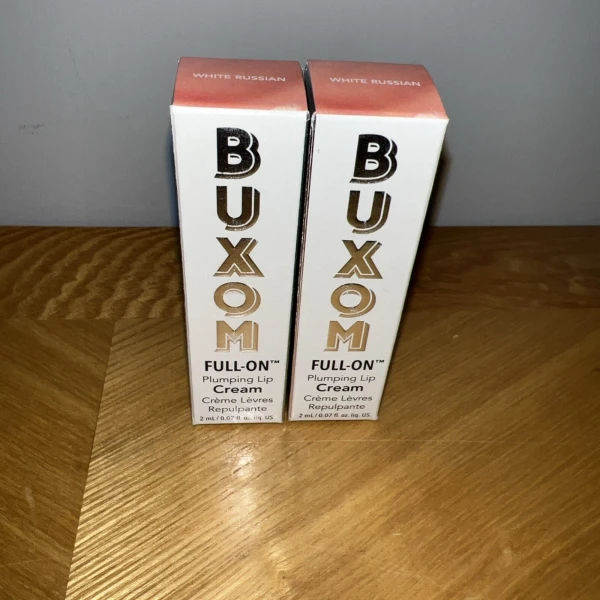 WHITE RUSSIAN
BUXOM
FULL-ON™
Plumping Lip
Cream
Crème Lèvres
Repulpante
2 mL / 0.07 fl. oz. liq. US.
WHITE RUSSIAN
BUXOM
FULL-ON™
Plumping Lip
Cream
Crème Lèvres
Repulpante
2 mL / 0.07 fl. oz. liq. US.